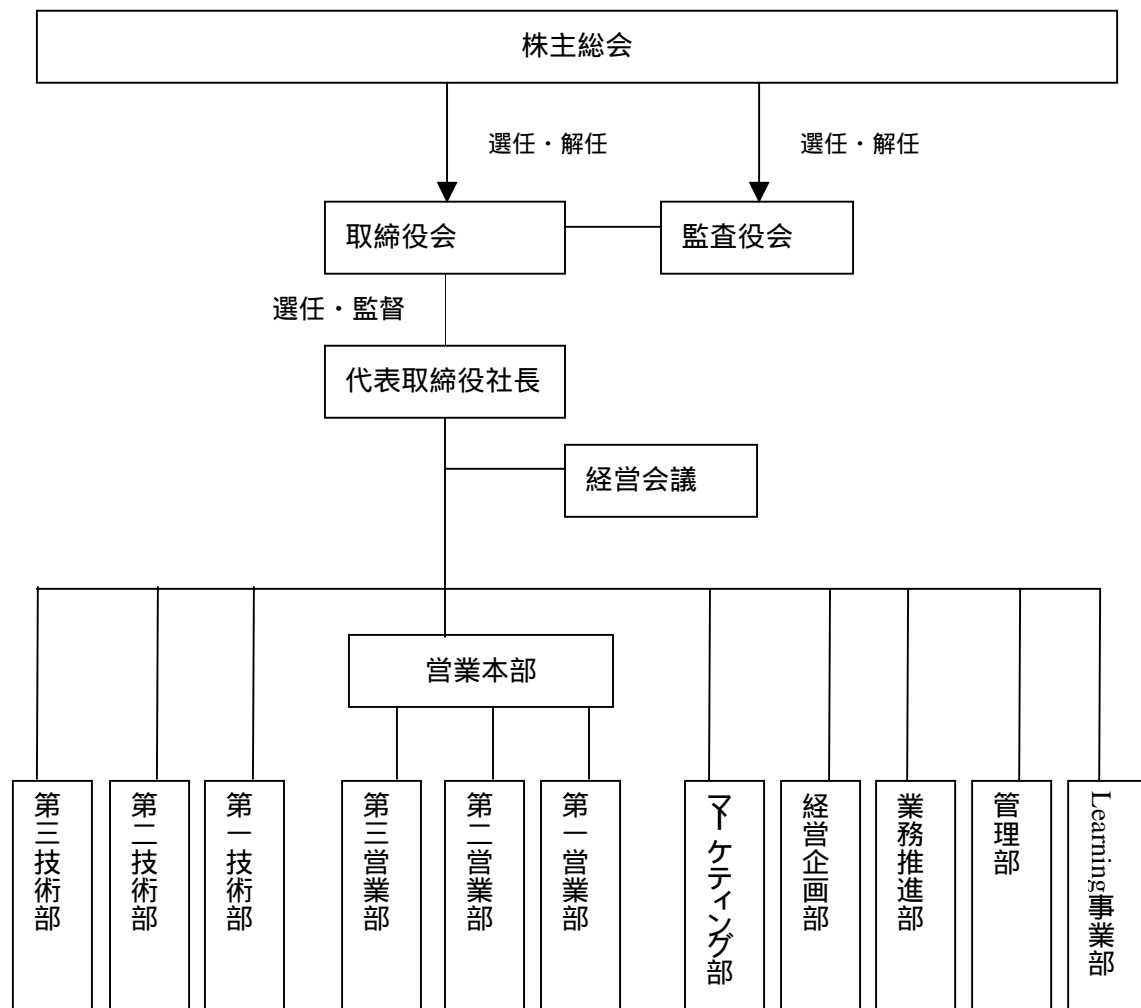 株主総会
選任・解任
選任・解任
取締役会
監査役会
選任・監督
代表取締役社長
経営会議
営業本部
第三技術部
第二技術部
第一技術部
第三営業部
第二営業部
第一営業部
マーケティング部
経営企画部
業務推進部
管理部
Learning事業部